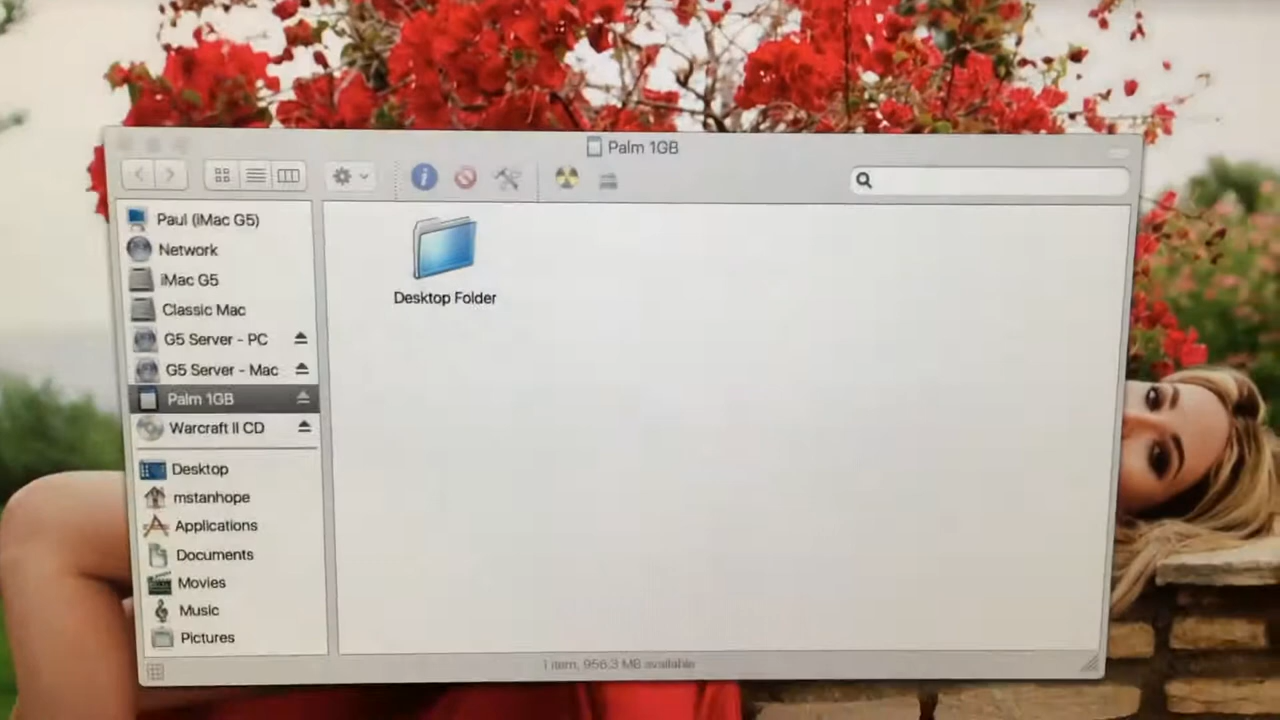 Palm 1GB
Paul (iMac G5)
Network
iMac G5
Classic Mac
G5 Server - PC
G5 Server - Mac
Palm 1GB
Warcraft II CD
Desktop
mstanhope
Applications
Documents
Movies
Music
Pictures
Desktop Folder
1 item, 956.3 MB available